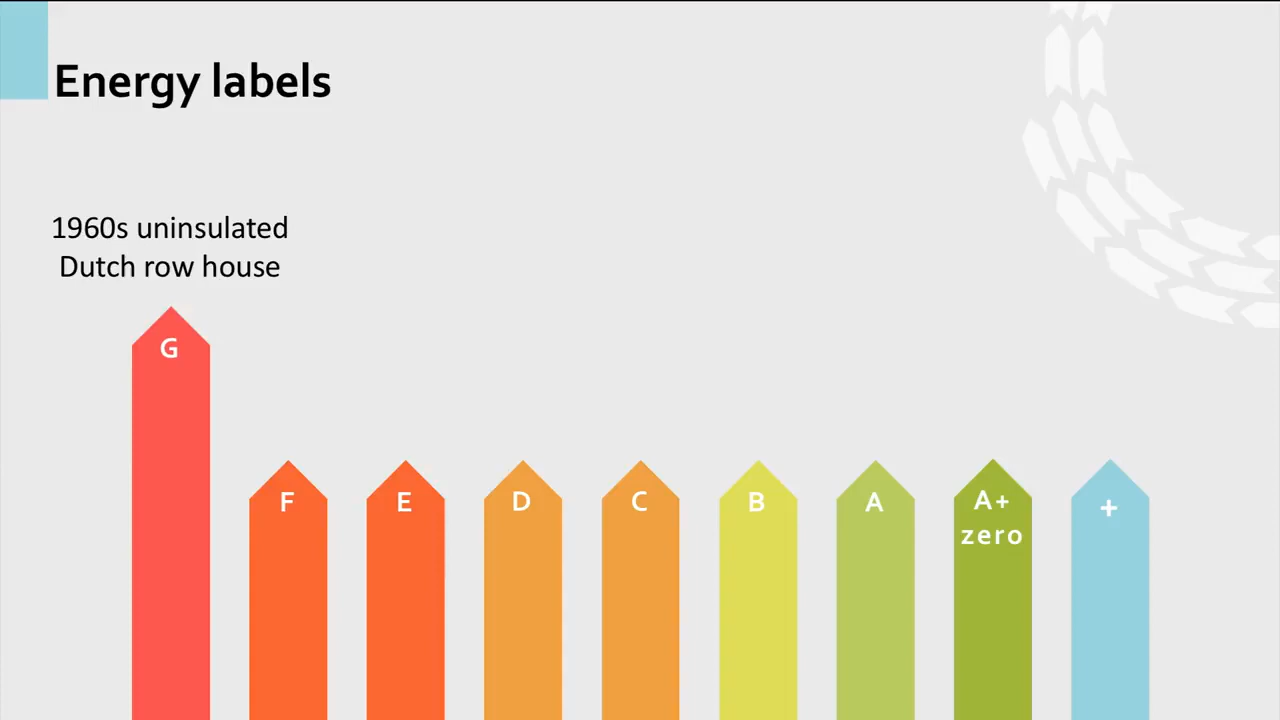 Energy labels
1960s uninsulated
Dutch row house
G
F
E
D
C
B
A
A+
zero
+